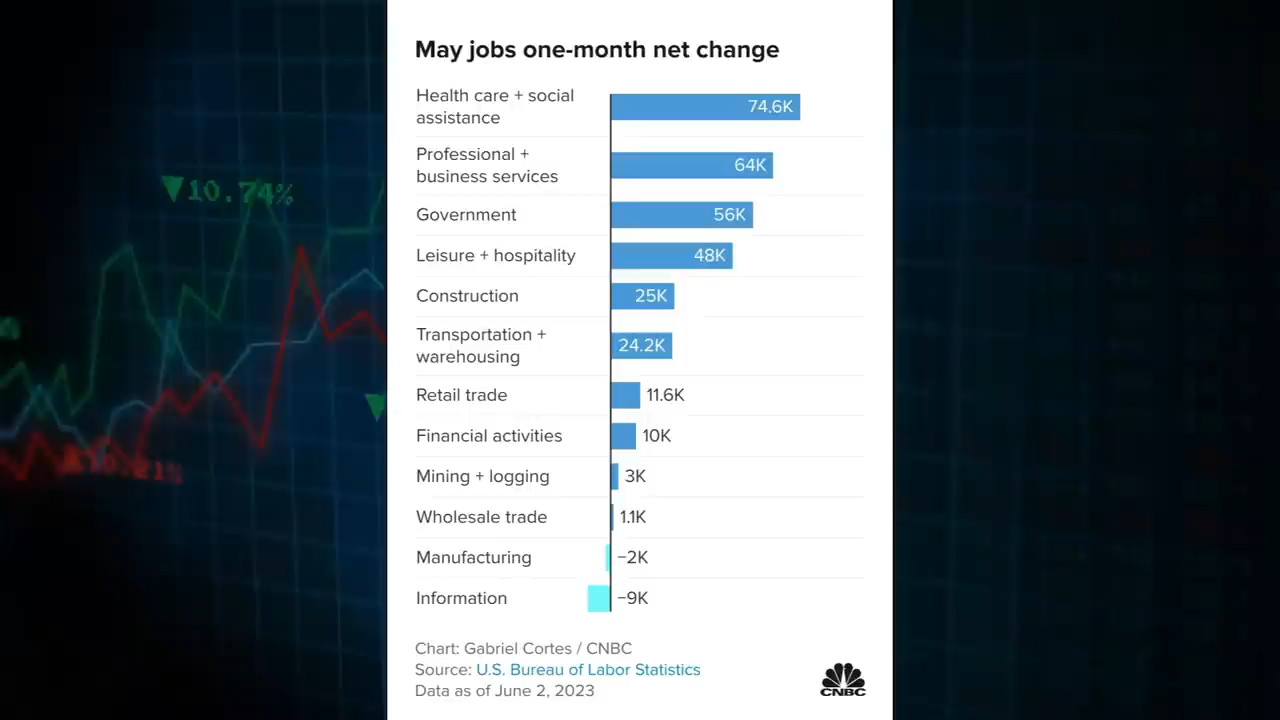 May jobs one-month net change
Health care + social
assistance
74.6K
Professional +
business services
64K
Government
56K
Leisure + hospitality
48K
Construction
25K
Transportation +
warehousing
24.2K
Retail trade
11.6K
Financial activities
10K
Mining + logging
3K
Wholesale trade
1.1K
Manufacturing
−2K
Information
−9K
Chart: Gabriel Cortes / CNBC
Source: U.S. Bureau of Labor Statistics
Data as of June 2, 2023
CNBC
▼10.74%